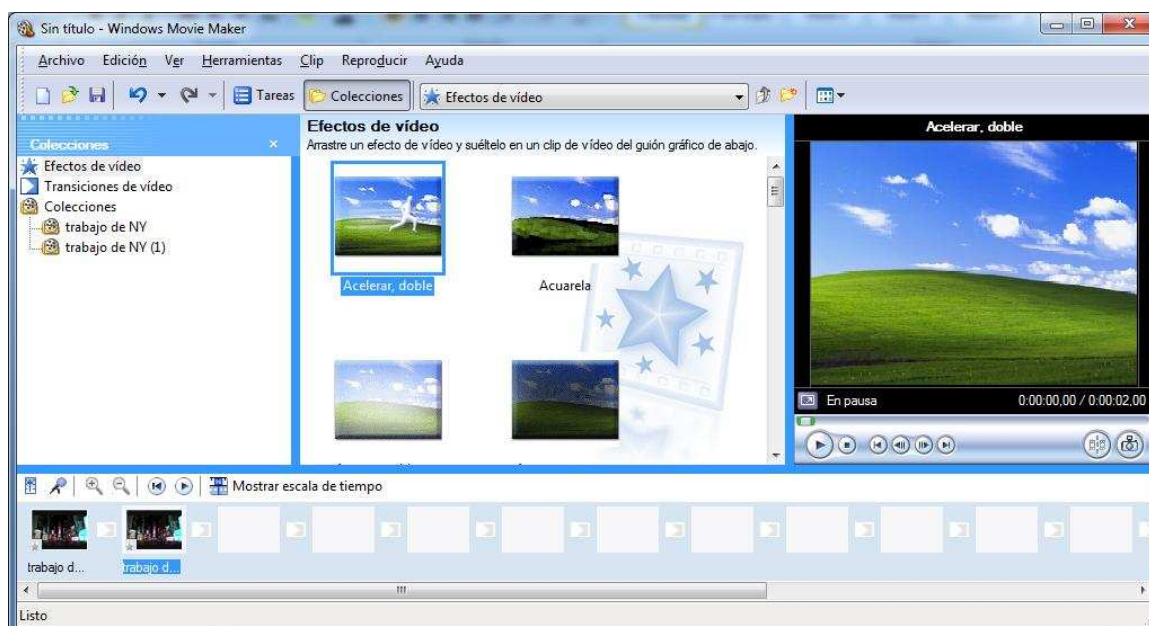 Sin título - Windows Movie Maker
Archivo Edición Ver Herramientas Clip Reproducir Ayuda
Tareas Colecciones Efectos de vídeo
Colecciones ×
Efectos de vídeo
Transiciones de vídeo
Colecciones
trabajo de NY
trabajo de NY (1)
Efectos de vídeo
Arrastre un efecto de vídeo y suéltelo en un clip de vídeo del guión gráfico de abajo.
Acelerar, doble
Acuarela
Acelerar, doble
En pausa 0:00:00,00 / 0:00:02,00
Mostrar escala de tiempo
trabajo d... trabajo d...
Listo